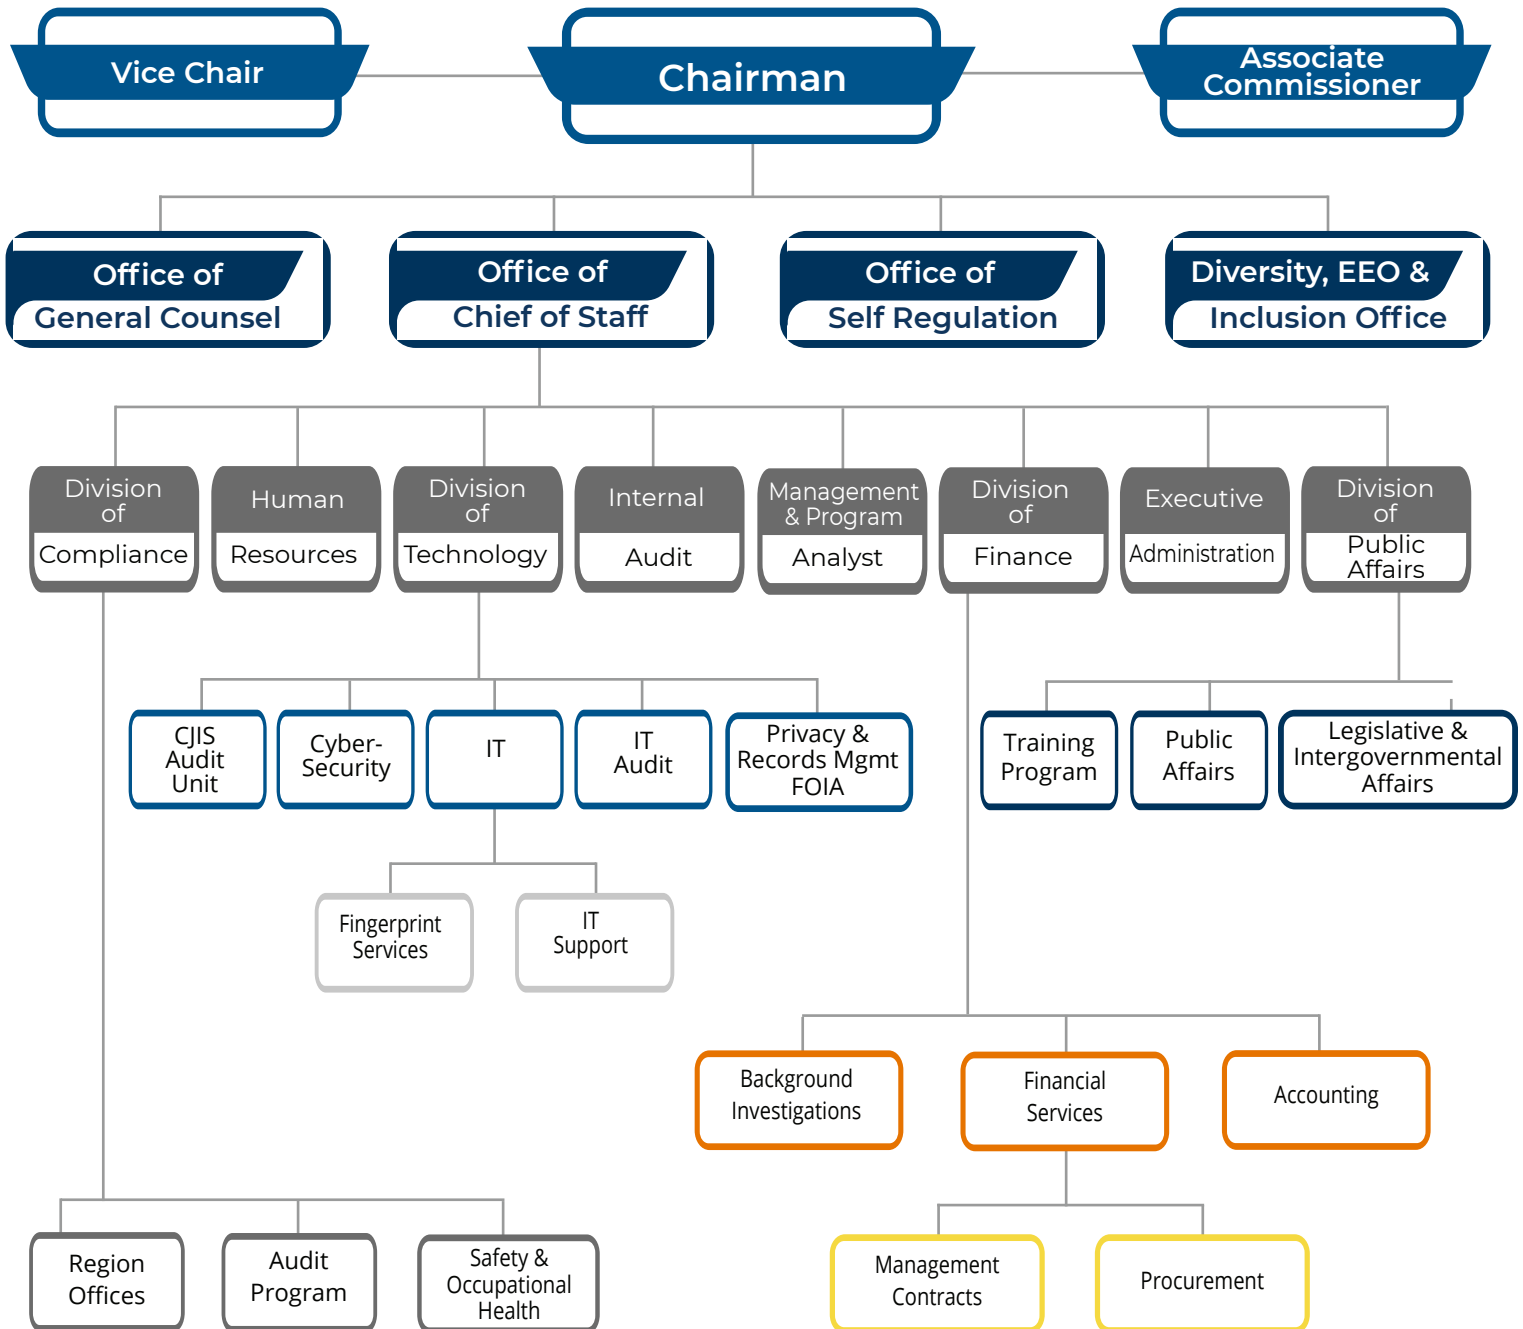 Vice Chair
Chairman
Associate
Commissioner
Office of
General Counsel
Office of
Chief of Staff
Office of
Self Regulation
Diversity, EEO &
Inclusion Office
Division
of
Compliance
Human
Resources
Division
of
Technology
Internal
Audit
Management
& Program
Analyst
Division
of
Finance
Executive
Administration
Division
of
Public
Affairs
CJIS
Audit
Unit
Cyber-
Security
IT
IT
Audit
Privacy &
Records Mgmt
FOIA
Training
Program
Public
Affairs
Legislative &
Intergovernmental
Affairs
Fingerprint
Services
IT
Support
Background
Investigations
Financial
Services
Accounting
Region
Offices
Audit
Program
Safety &
Occupational
Health
Management
Contracts
Procurement